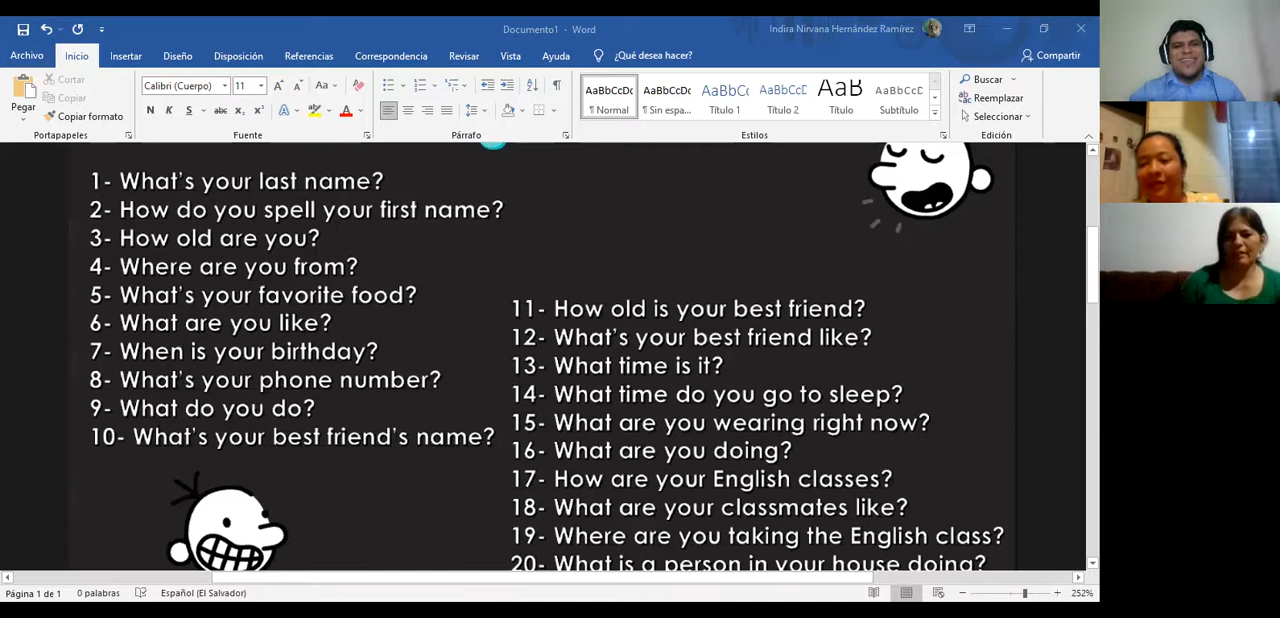 Documento1 - Word
Indira Nirvana Hernández Ramírez
Archivo Inicio Insertar Diseño Disposición Referencias Correspondencia Revisar Vista Ayuda ¿Qué desea hacer? Compartir
Pegar
Cortar
Copiar
Copiar formato
Portapapeles
Calibri (Cuerpo) 11
N K S abc x₂ x²
Aa
A
Fuente
Párrafo
AaBbCcDc
¶ Normal
AaBbCcDc
¶ Sin espa...
AaBbCc
Título 1
AaBbCcD
Título 2
AaB
Título
AaBbCcD
Subtítulo
Estilos
Buscar
Reemplazar
Seleccionar
Edición
1- What's your last name?
2- How do you spell your first name?
3- How old are you?
4- Where are you from?
5- What's your favorite food?
6- What are you like?
7- When is your birthday?
8- What's your phone number?
9- What do you do?
10- What's your best friend's name?
11- How old is your best friend?
12- What's your best friend like?
13- What time is it?
14- What time do you go to sleep?
15- What are you wearing right now?
16- What are you doing?
17- How are your English classes?
18- What are your classmates like?
19- Where are you taking the English class?
20- What is a person in your house doing?
Página 1 de 1 0 palabras Español (El Salvador) 252%